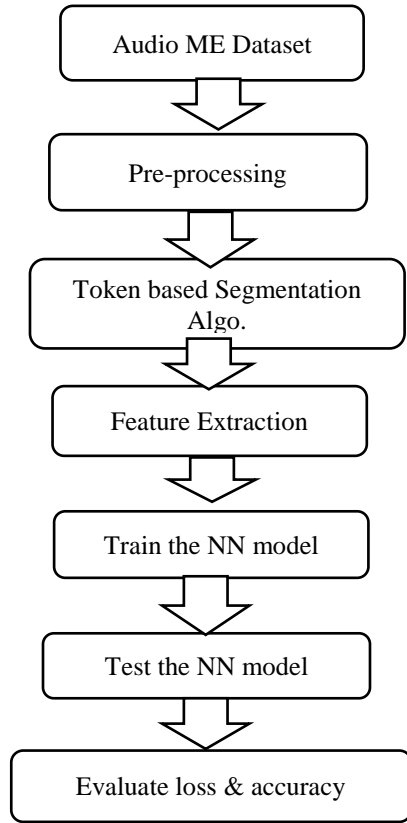 Audio ME Dataset
Pre-processing
Token based Segmentation
Algo.
Feature Extraction
Train the NN model
Test the NN model
Evaluate loss & accuracy